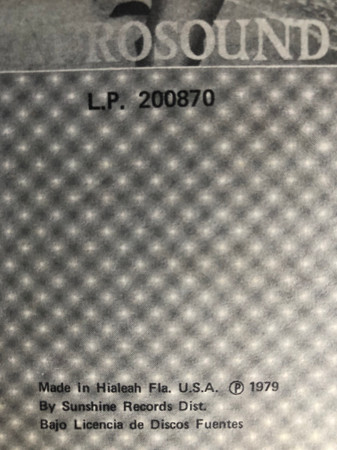 ROSOUND
L.P. 200870
Made in Hialeah Fla. U.S.A. Ⓟ 1979
By Sunshine Records Dist.
Bajo Licencia de Discos Fuentes